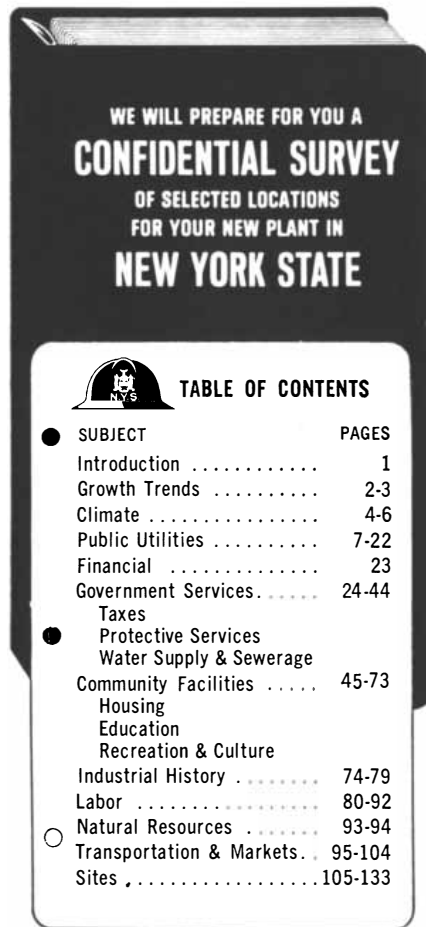 WE WILL PREPARE FOR YOU A
CONFIDENTIAL SURVEY
OF SELECTED LOCATIONS
FOR YOUR NEW PLANT IN
NEW YORK STATE
N.Y.S
TABLE OF CONTENTS
SUBJECT PAGES
Introduction ............ 1
Growth Trends .......... 2-3
Climate ................. 4-6
Public Utilities .......... 7-22
Financial .............. 23
Government Services...... 24-44
Taxes
Protective Services
Water Supply & Sewerage
Community Facilities ..... 45-73
Housing
Education
Recreation & Culture
Industrial History ........ 74-79
Labor ................. 80-92
Natural Resources ....... 93-94
Transportation & Markets.. 95-104
Sites ..................105-133